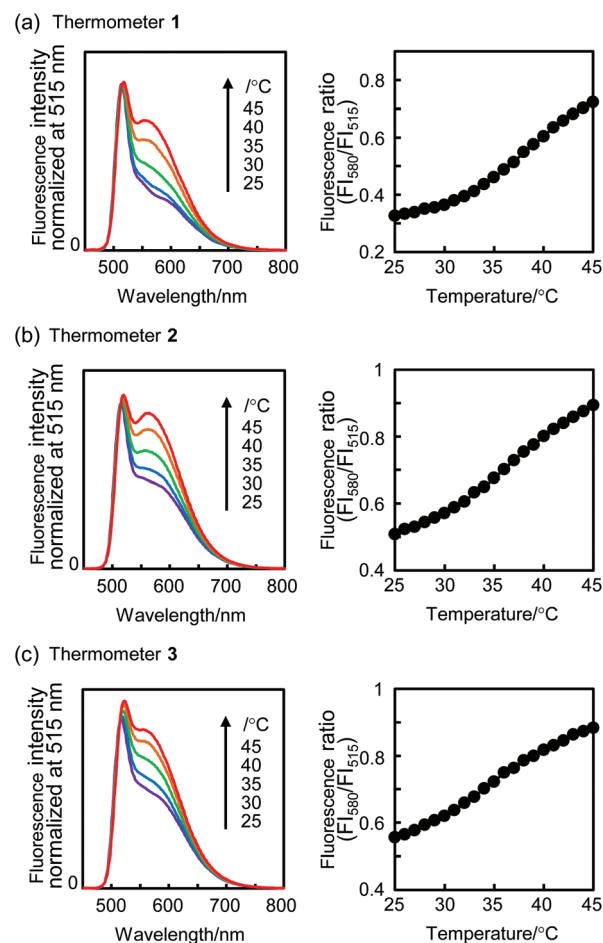 (a) Thermometer 1
Fluorescence intensity
normalized at 515 nm
/°C
45
40
35
30
25
0
500 600 700 800
Wavelength/nm
Fluorescence ratio
(FI580/FI515)
0.8
0.6
0.4
0.2
25 30 35 40 45
Temperature/°C
(b) Thermometer 2
Fluorescence intensity
normalized at 515 nm
/°C
45
40
35
30
25
0
500 600 700 800
Wavelength/nm
Fluorescence ratio
(FI580/FI515)
1
0.8
0.6
0.4
25 30 35 40 45
Temperature/°C
(c) Thermometer 3
Fluorescence intensity
normalized at 515 nm
/°C
45
40
35
30
25
0
500 600 700 800
Wavelength/nm
Fluorescence ratio
(FI580/FI515)
1
0.8
0.6
0.4
25 30 35 40 45
Temperature/°C